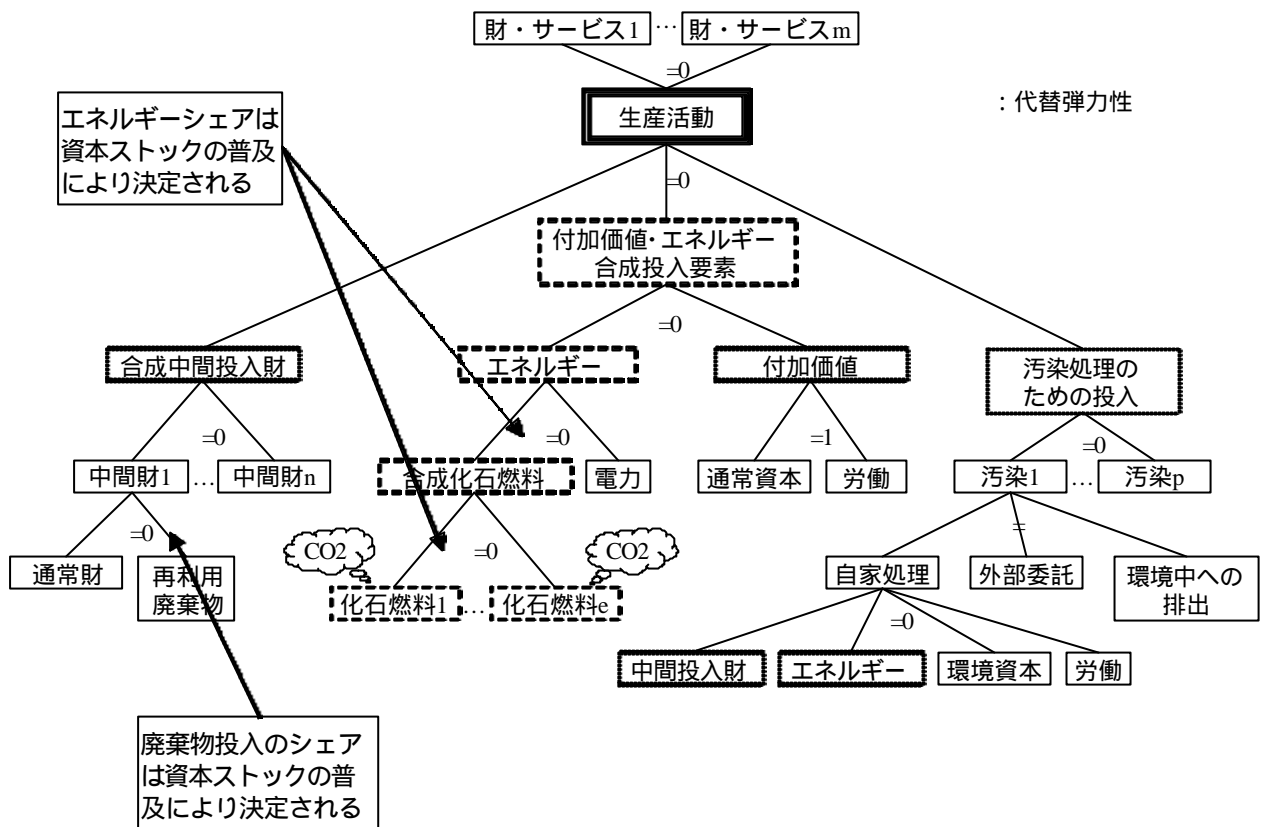 財・サービス1 … 財・サービスm
=0
生産活動
：代替弾力性
エネルギーシェアは
資本ストックの普及
により決定される
=0
付加価値・エネルギー
合成投入要素
=0
合成中間投入財
エネルギー
付加価値
汚染処理の
ための投入
=0
=0
=1
=0
中間財1 … 中間財n
合成化石燃料
電力
通常資本
労働
汚染1 … 汚染p
=0
CO2
=0
CO2
=
通常財
再利用
廃棄物
化石燃料1 … 化石燃料e
自家処理
外部委託
環境中への
排出
=0
中間投入財
エネルギー
環境資本
労働
廃棄物投入のシェア
は資本ストックの普
及により決定される